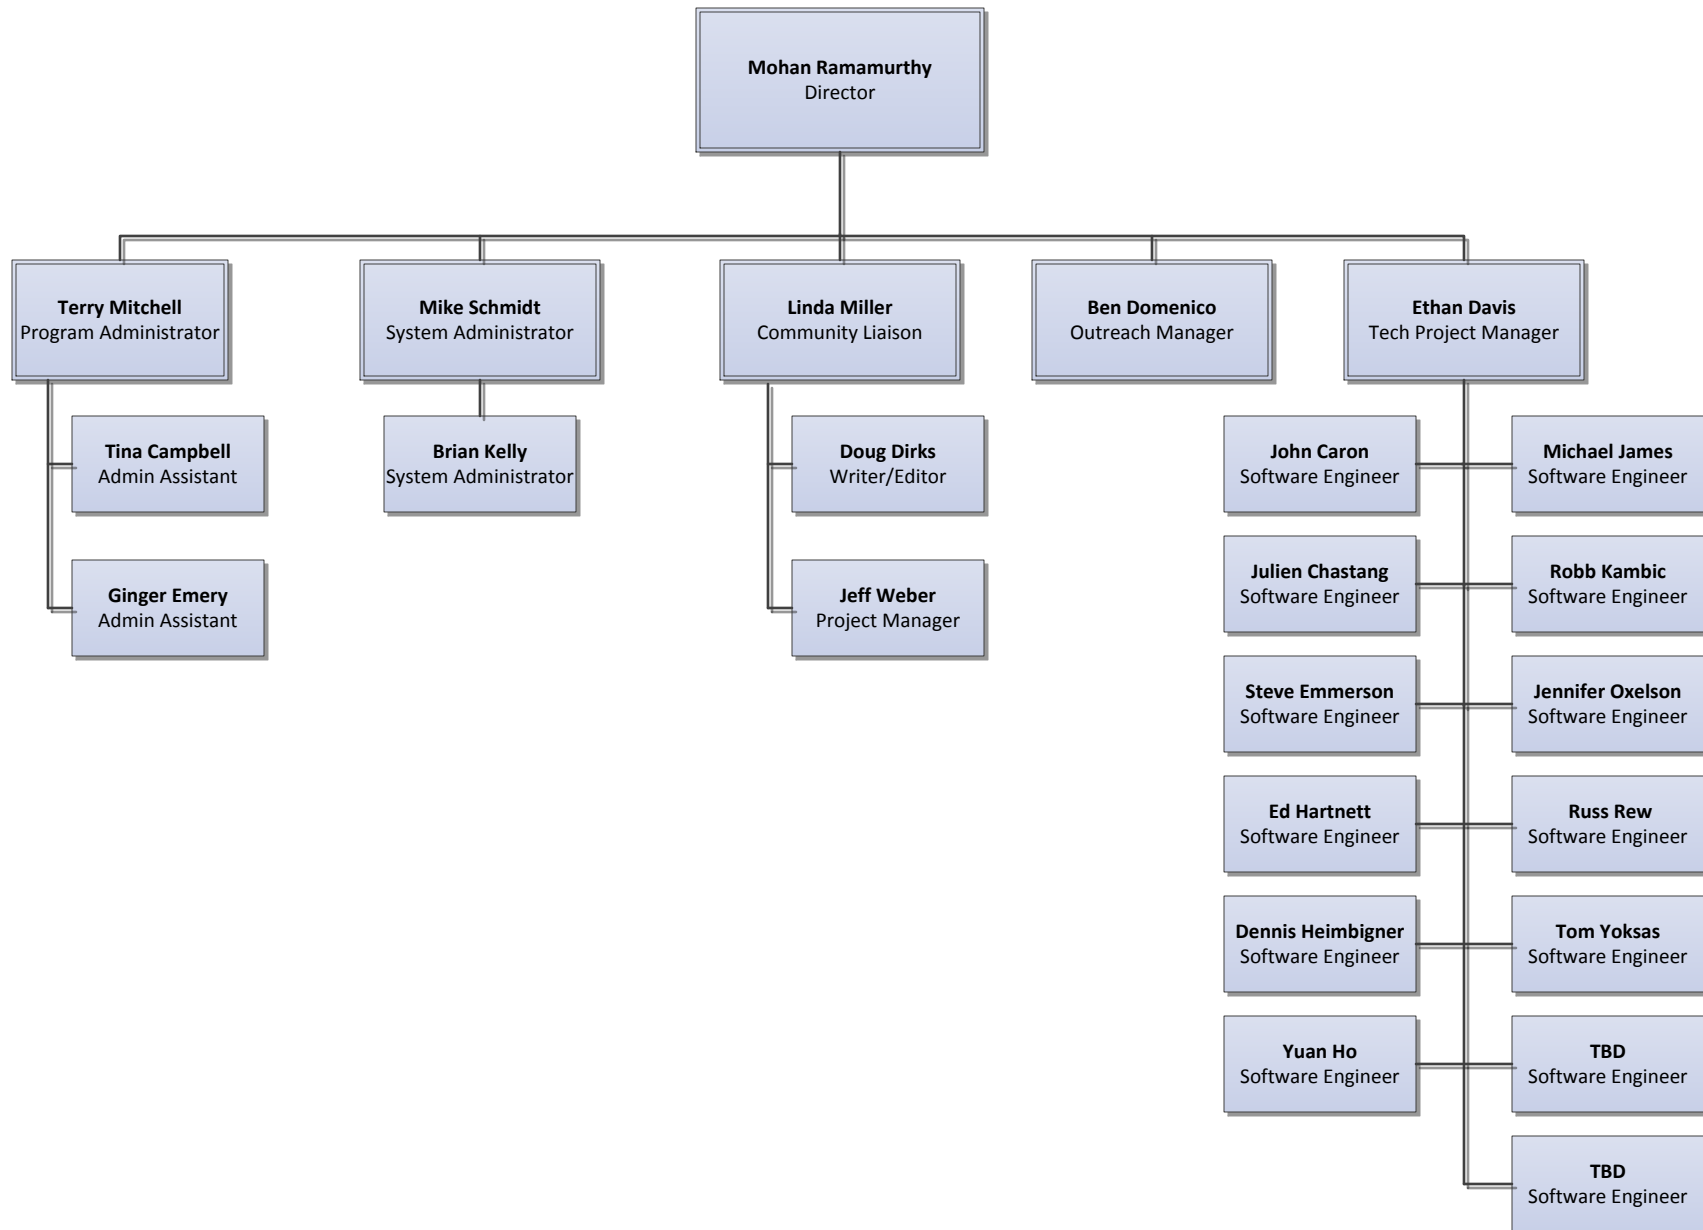 Mohan Ramamurthy
Director
Terry Mitchell
Program Administrator
Mike Schmidt
System Administrator
Linda Miller
Community Liaison
Ben Domenico
Outreach Manager
Ethan Davis
Tech Project Manager
Tina Campbell
Admin Assistant
Ginger Emery
Admin Assistant
Brian Kelly
System Administrator
Doug Dirks
Writer/Editor
Jeff Weber
Project Manager
John Caron
Software Engineer
Michael James
Software Engineer
Julien Chastang
Software Engineer
Robb Kambic
Software Engineer
Steve Emmerson
Software Engineer
Jennifer Oxelson
Software Engineer
Ed Hartnett
Software Engineer
Russ Rew
Software Engineer
Dennis Heimbigner
Software Engineer
Tom Yoksas
Software Engineer
Yuan Ho
Software Engineer
TBD
Software Engineer
TBD
Software Engineer